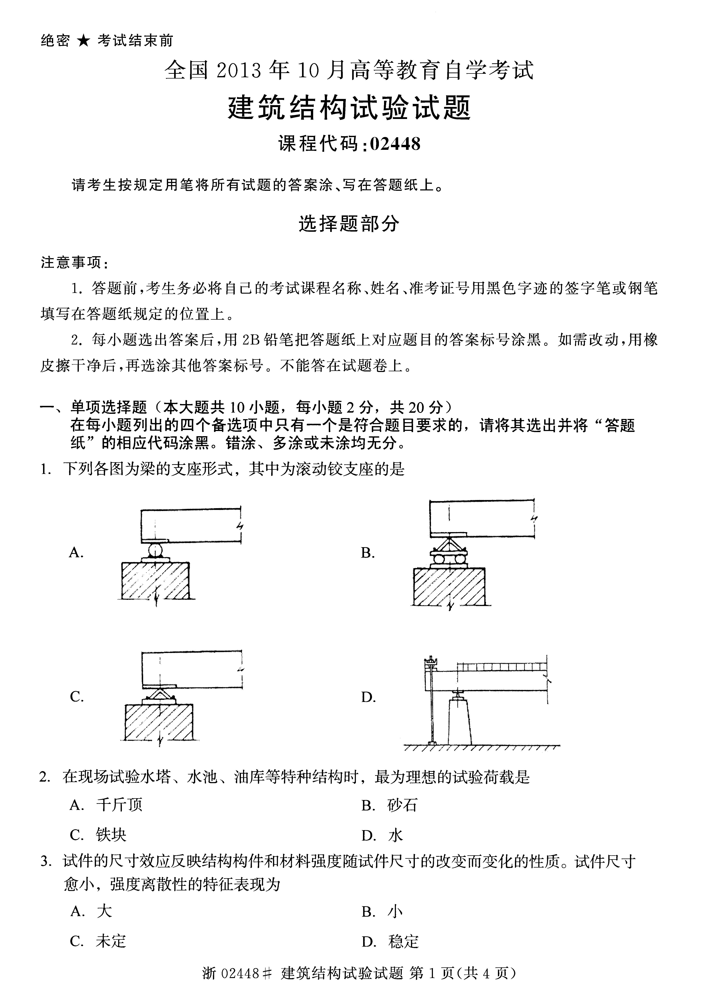 绝密 ★ 考试结束前
全国 2013 年 10 月高等教育自学考试
建筑结构试验试题
课程代码:02448
请考生按规定用笔将所有试题的答案涂、写在答题纸上。
选择题部分
注意事项:
1. 答题前,考生务必将自己的考试课程名称、姓名、准考证号用黑色字迹的签字笔或钢笔
填写在答题纸规定的位置上。
2. 每小题选出答案后,用 2B 铅笔把答题纸上对应题目的答案标号涂黑。如需改动,用橡
皮擦干净后,再选涂其他答案标号。不能答在试题卷上。
一、单项选择题（本大题共 10 小题，每小题 2 分，共 20 分）
在每小题列出的四个备选项中只有一个是符合题目要求的，请将其选出并将“答题
纸”的相应代码涂黑。错涂、多涂或未涂均无分。
1. 下列各图为梁的支座形式，其中为滚动铰支座的是
A. B.
C. D.
2. 在现场试验水塔、水池、油库等特种结构时，最为理想的试验荷载是
A. 千斤顶 B. 砂石
C. 铁块 D. 水
3. 试件的尺寸效应反映结构构件和材料强度随试件尺寸的改变而变化的性质。试件尺寸
愈小，强度离散性的特征表现为
A. 大 B. 小
C. 未定 D. 稳定
浙 02448# 建筑结构试验试题 第 1 页(共 4 页)